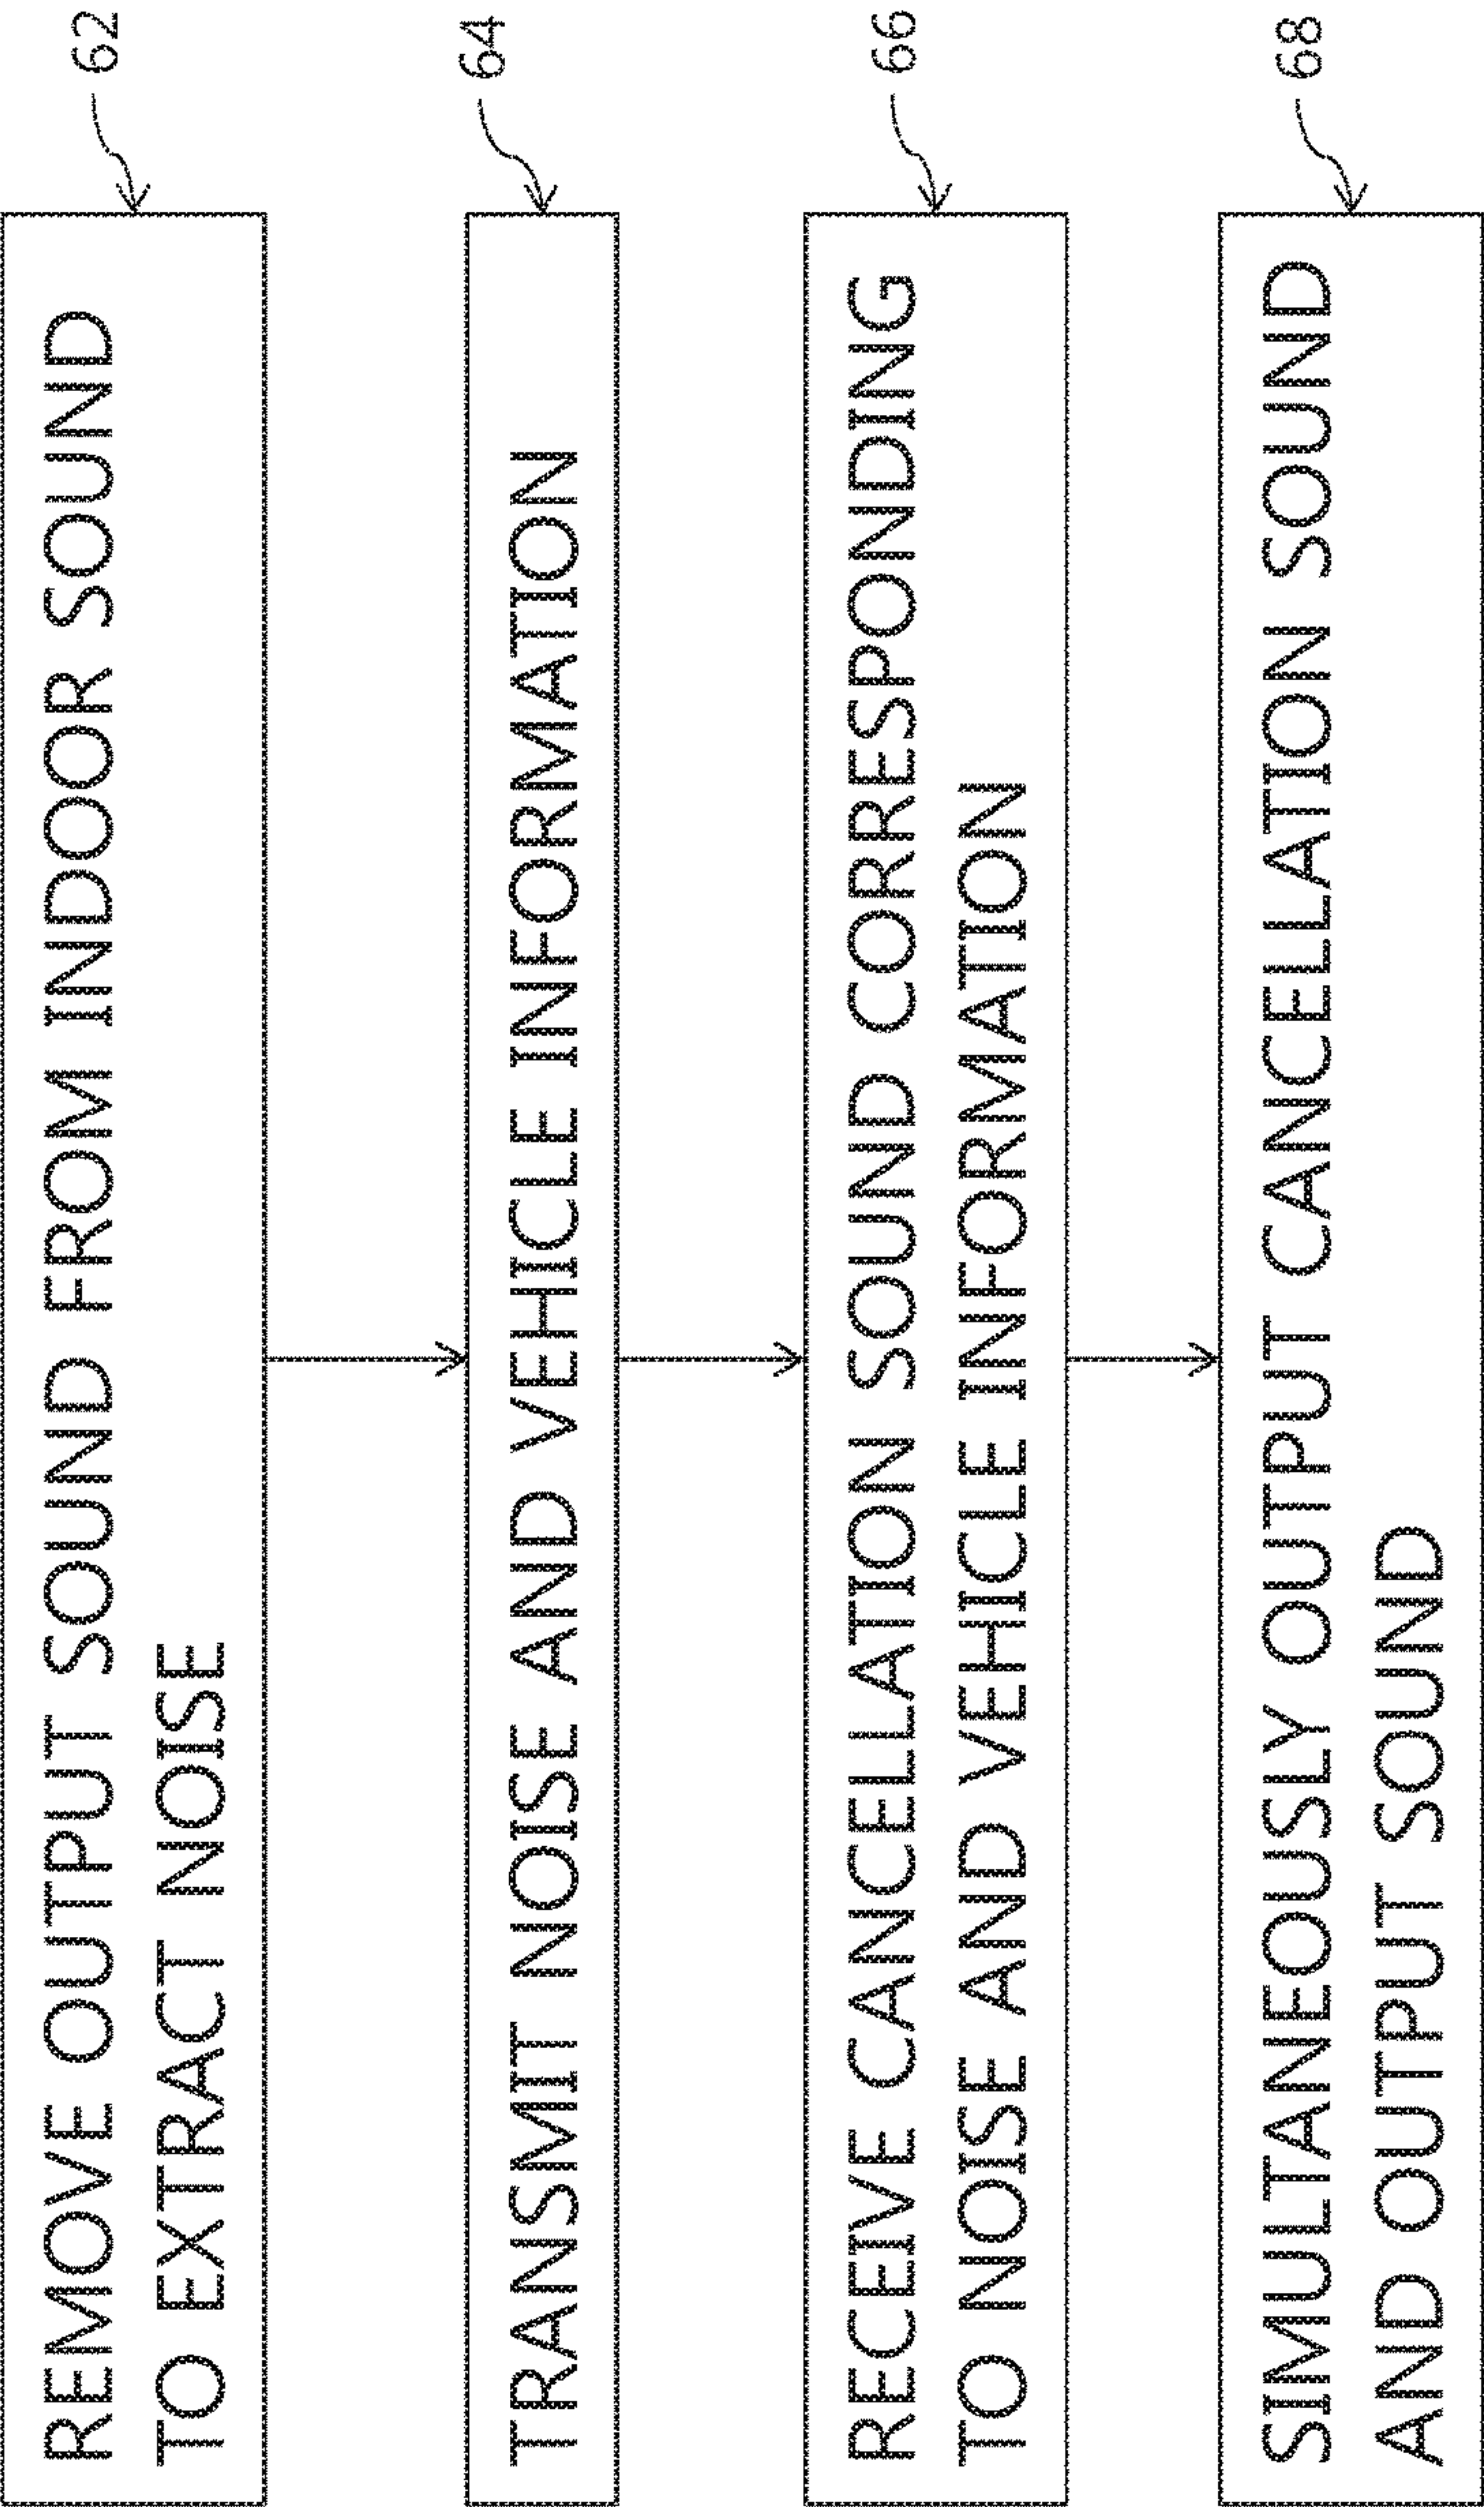 REMOVE OUTPUT SOUND FROM INDOOR SOUND
TO EXTRACT NOISE
62
TRANSMIT NOISE AND VEHICLE INFORMATION
64
RECEIVE CANCELLATION SOUND CORRESPONDING
TO NOISE AND VEHICLE INFORMATION
66
SIMULTANEOUSLY OUTPUT CANCELLATION SOUND
AND OUTPUT SOUND
68